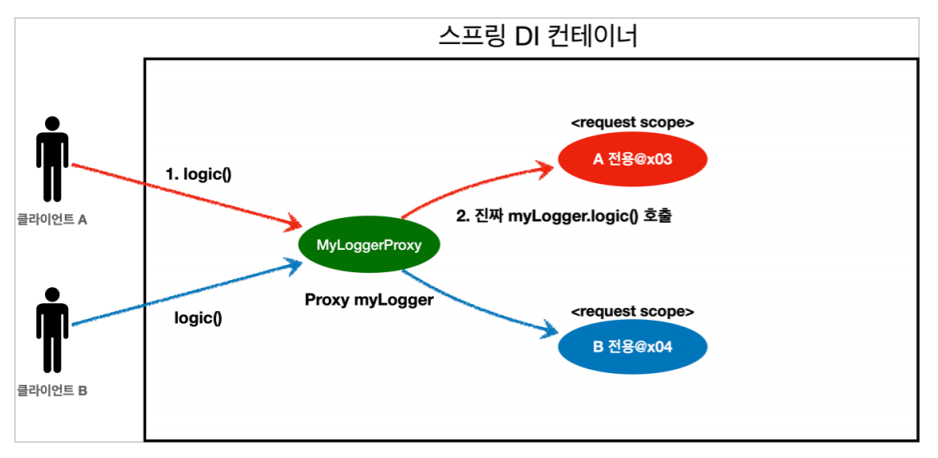 스프링 DI 컨테이너
<request scope>
A 전용@x03
1. logic()
2. 진짜 myLogger.logic() 호출
클라이언트 A
MyLoggerProxy
Proxy myLogger
logic()
<request scope>
B 전용@x04
클라이언트 B